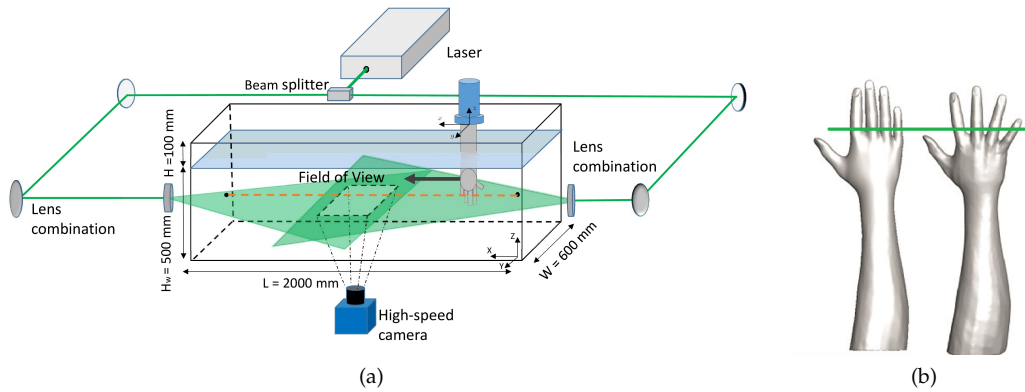 Laser
Beam splitter
H =100 mm
Lens
combination
Field of View
Lens
combination
H_w = 500 mm
Z
X
Y
W = 600 mm
L = 2000 mm
High-speed
camera
(a)
(b)